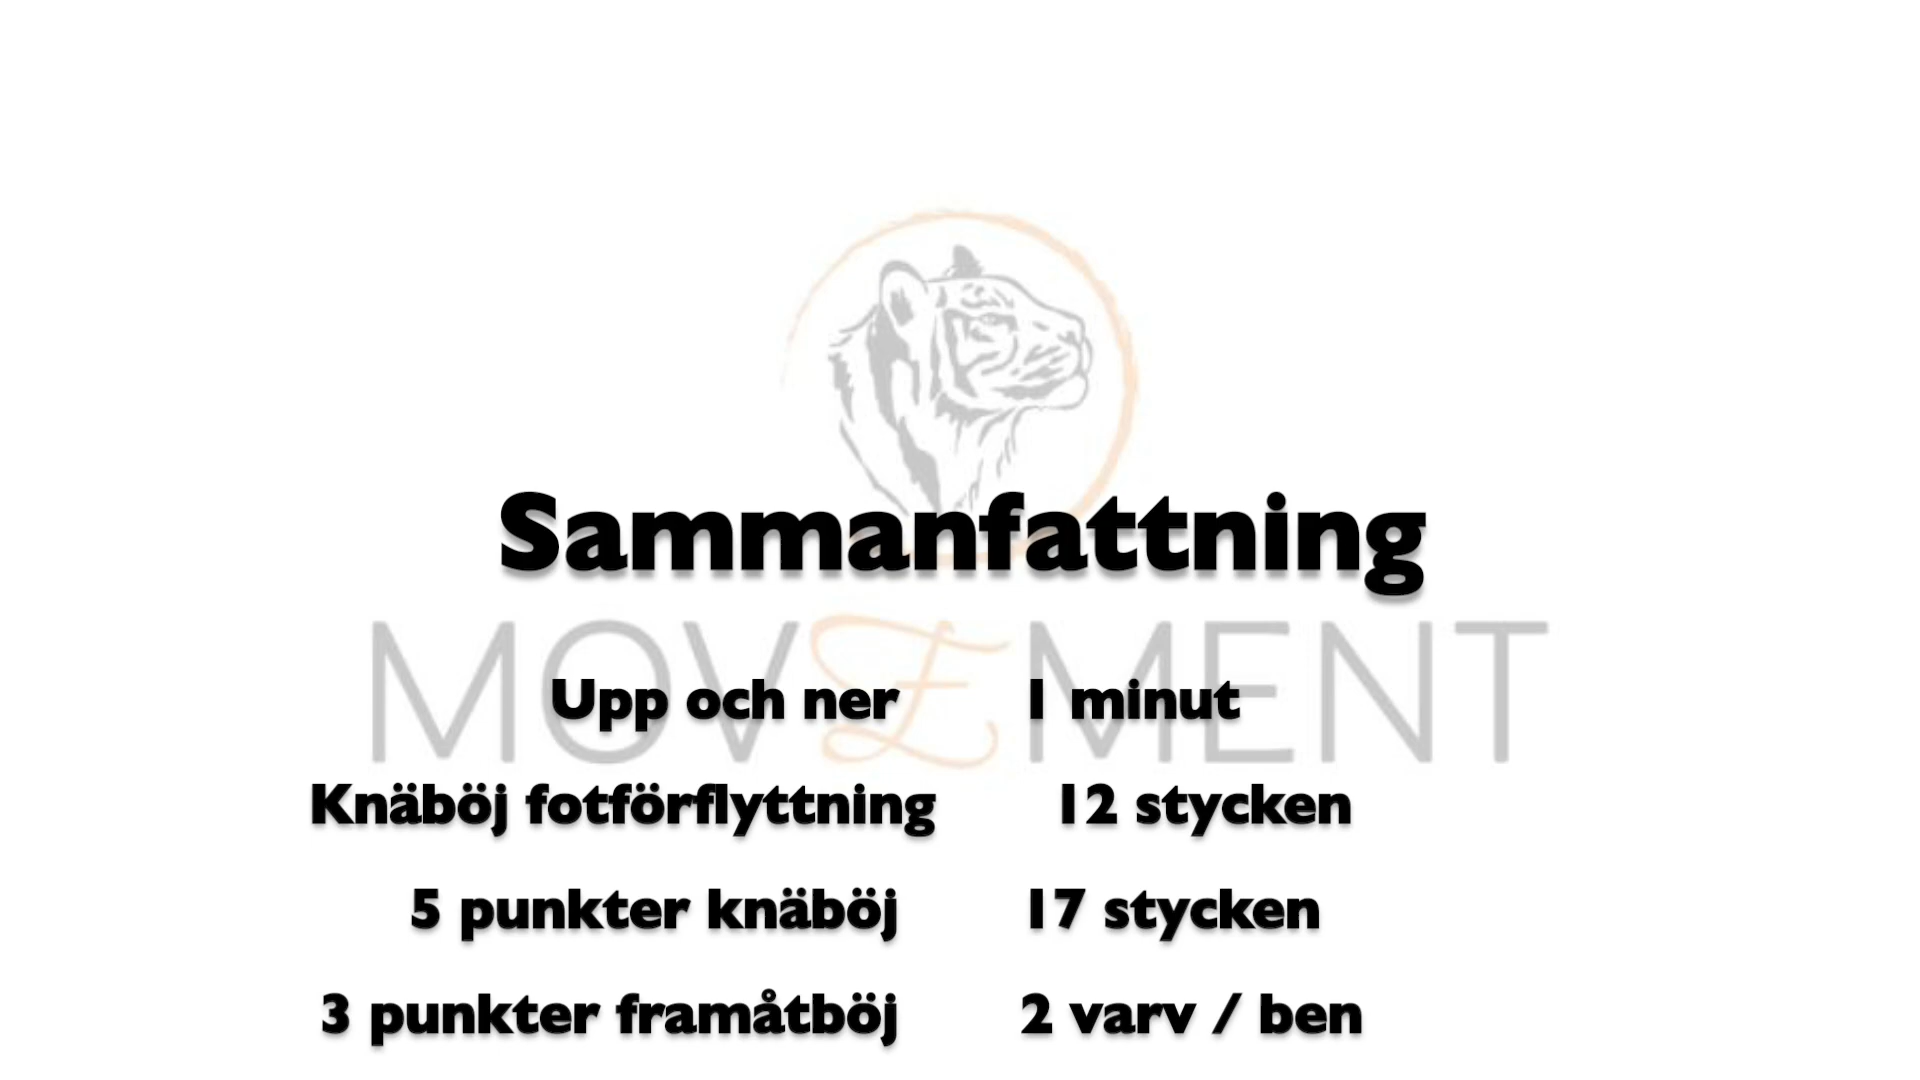 Sammanfattning
MOVEMENT
Upp och ner 1 minut
Knäböj fotförflyttning 12 stycken
5 punkter knäböj 17 stycken
3 punkter framåtböj 2 varv / ben